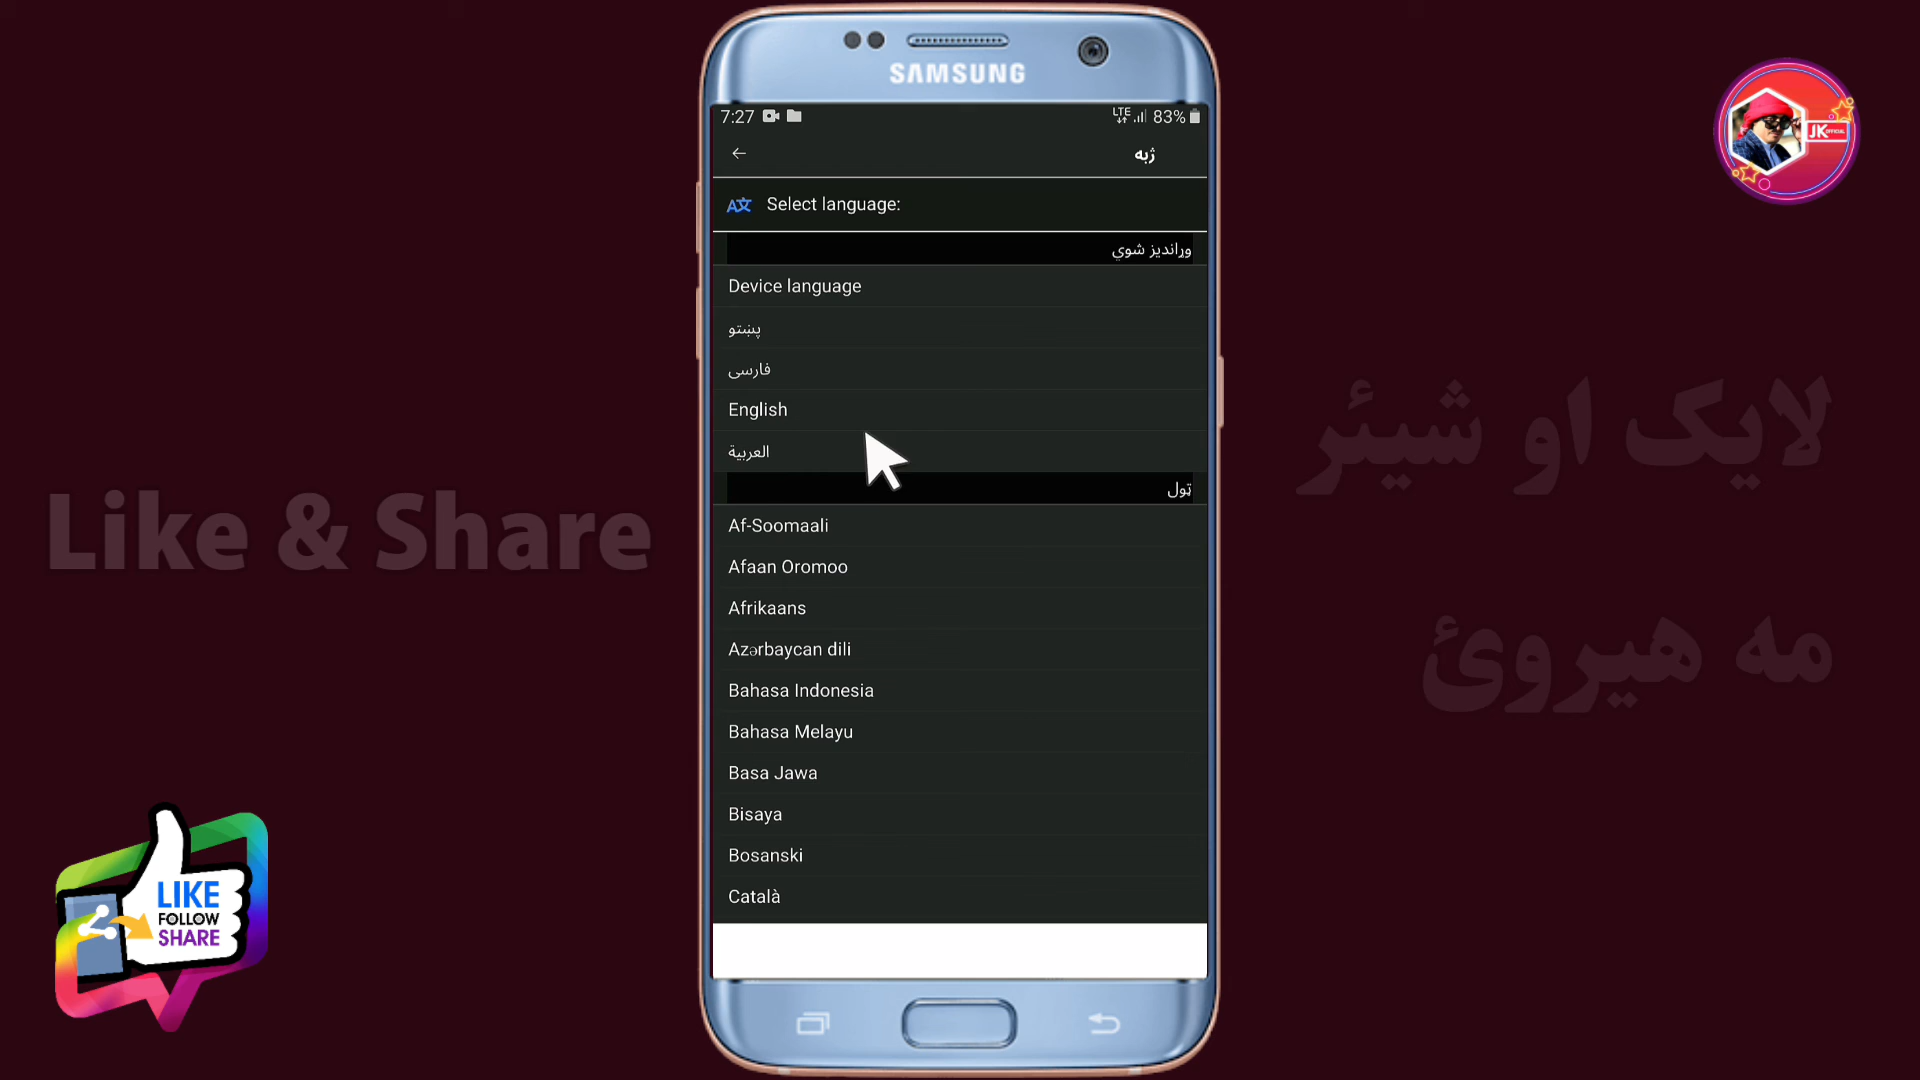 SAMSUNG
7:27
LTE 83%
ژبه
Select language:
وړاندیز شوي
Device language
پښتو
فارسی
English
العربية
ټول
Af-Soomaali
Afaan Oromoo
Afrikaans
Azərbaycan dili
Bahasa Indonesia
Bahasa Melayu
Basa Jawa
Bisaya
Bosanski
Català
Like & Share
لایک او شیئر
مه هیروئ
LIKE
FOLLOW
SHARE
JK OFFICIAL